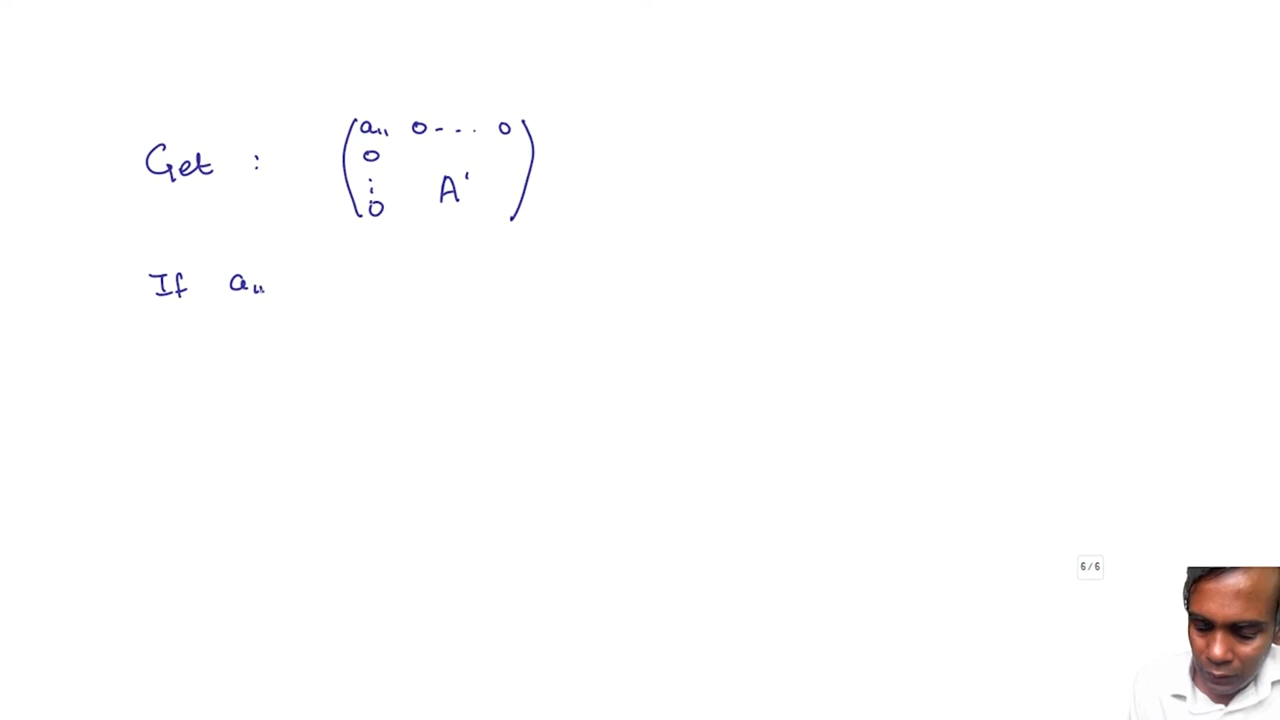 a₁₁ 0 - . . . 0
Get : 0
⋮ A'
0
If a₁₁
6 / 6